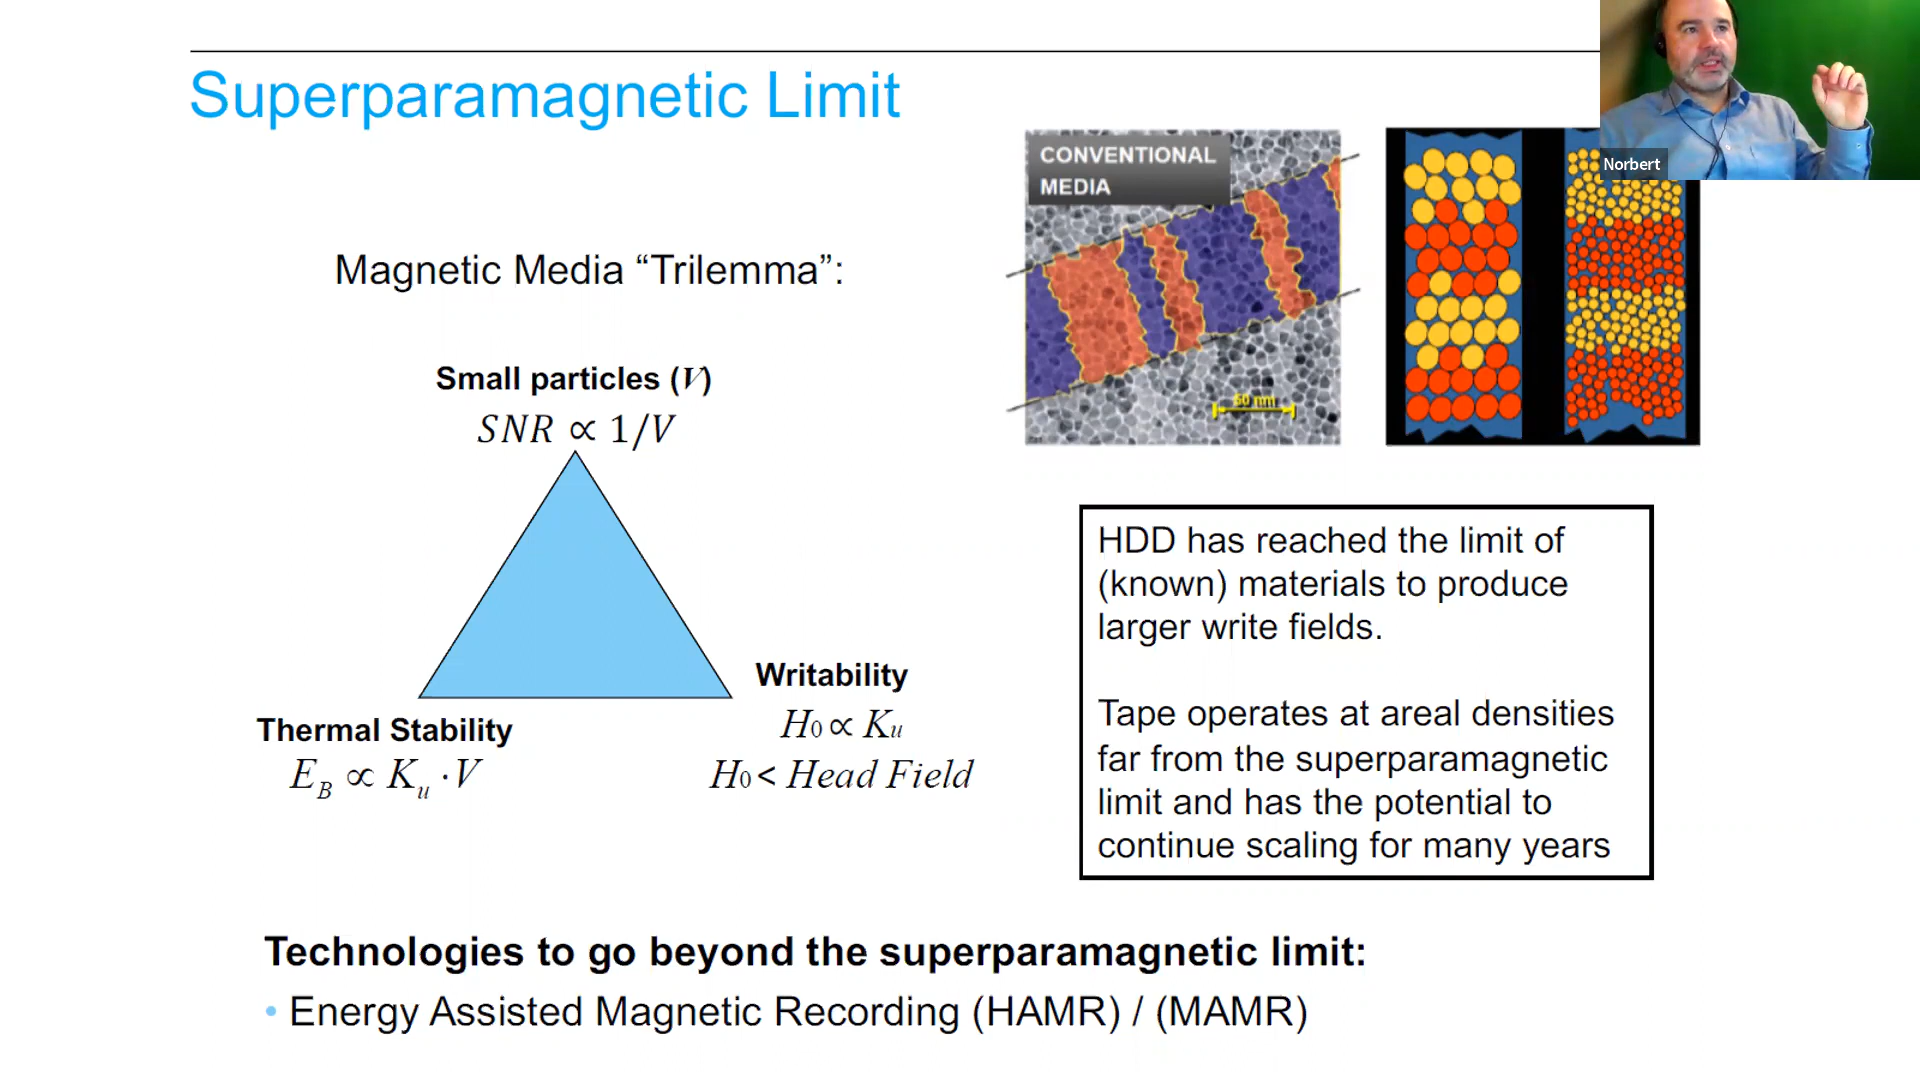 Superparamagnetic Limit
CONVENTIONAL
MEDIA
50 nm
Norbert
Magnetic Media “Trilemma”:
Small particles (V)
SNR ∝ 1/V
Thermal Stability
E_B ∝ K_u · V
Writability
H₀ ∝ K_u
H₀ < Head Field
HDD has reached the limit of
(known) materials to produce
larger write fields.
Tape operates at areal densities
far from the superparamagnetic
limit and has the potential to
continue scaling for many years
Technologies to go beyond the superparamagnetic limit:
• Energy Assisted Magnetic Recording (HAMR) / (MAMR)